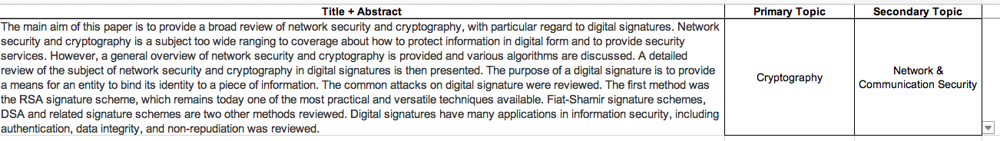 Title + Abstract
Primary Topic
Secondary Topic
The main aim of this paper is to provide a broad review of network security and cryptography, with particular regard to digital signatures. Network
security and cryptography is a subject too wide ranging to coverage about how to protect information in digital form and to provide security
services. However, a general overview of network security and cryptography is provided and various algorithms are discussed. A detailed
review of the subject of network security and cryptography in digital signatures is then presented. The purpose of a digital signature is to provide
a means for an entity to bind its identity to a piece of information. The common attacks on digital signature were reviewed. The first method was
the RSA signature scheme, which remains today one of the most practical and versatile techniques available. Fiat-Shamir signature schemes,
DSA and related signature schemes are two other methods reviewed. Digital signatures have many applications in information security, including
authentication, data integrity, and non-repudiation was reviewed.
Cryptography
Network &
Communication Security